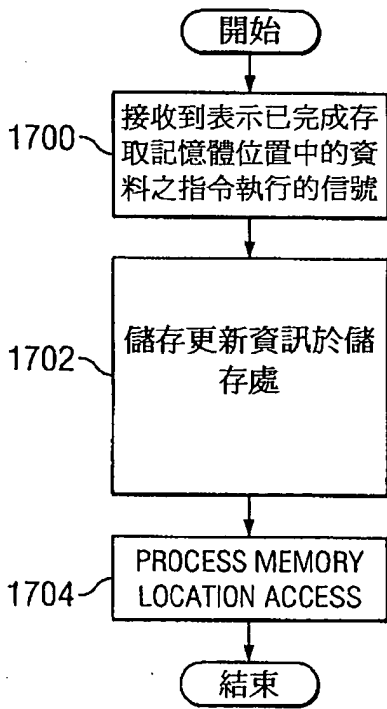 開始
1700
接收到表示已完成存
取記憶體位置中的資
料之指令執行的信號
1702
儲存更新資訊於儲
存處
1704
PROCESS MEMORY
LOCATION ACCESS
結束